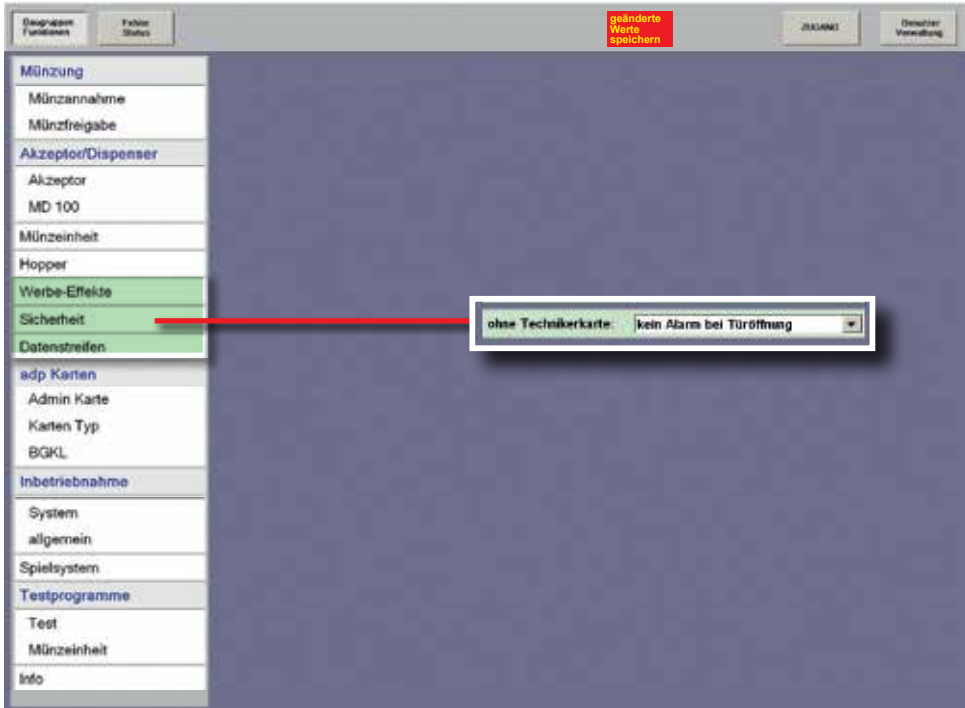 Baugruppen
Funktionen
Fehler
Status
geänderte
Werte
speichern
ZUGANG
Benutzer
Verwaltung
Münzung
Münzannahme
Münzfreigabe
Akzeptor/Dispenser
Akzeptor
MD 100
Münzeinheit
Hopper
Werbe-Effekte
Sicherheit
Datenstreifen
adp Karten
Admin Karte
Karten Typ
BGKL
Inbetriebnahme
System
allgemein
Spielsystem
Testprogramme
Test
Münzeinheit
Info
ohne Technikerkarte: kein Alarm bei Türöffnung